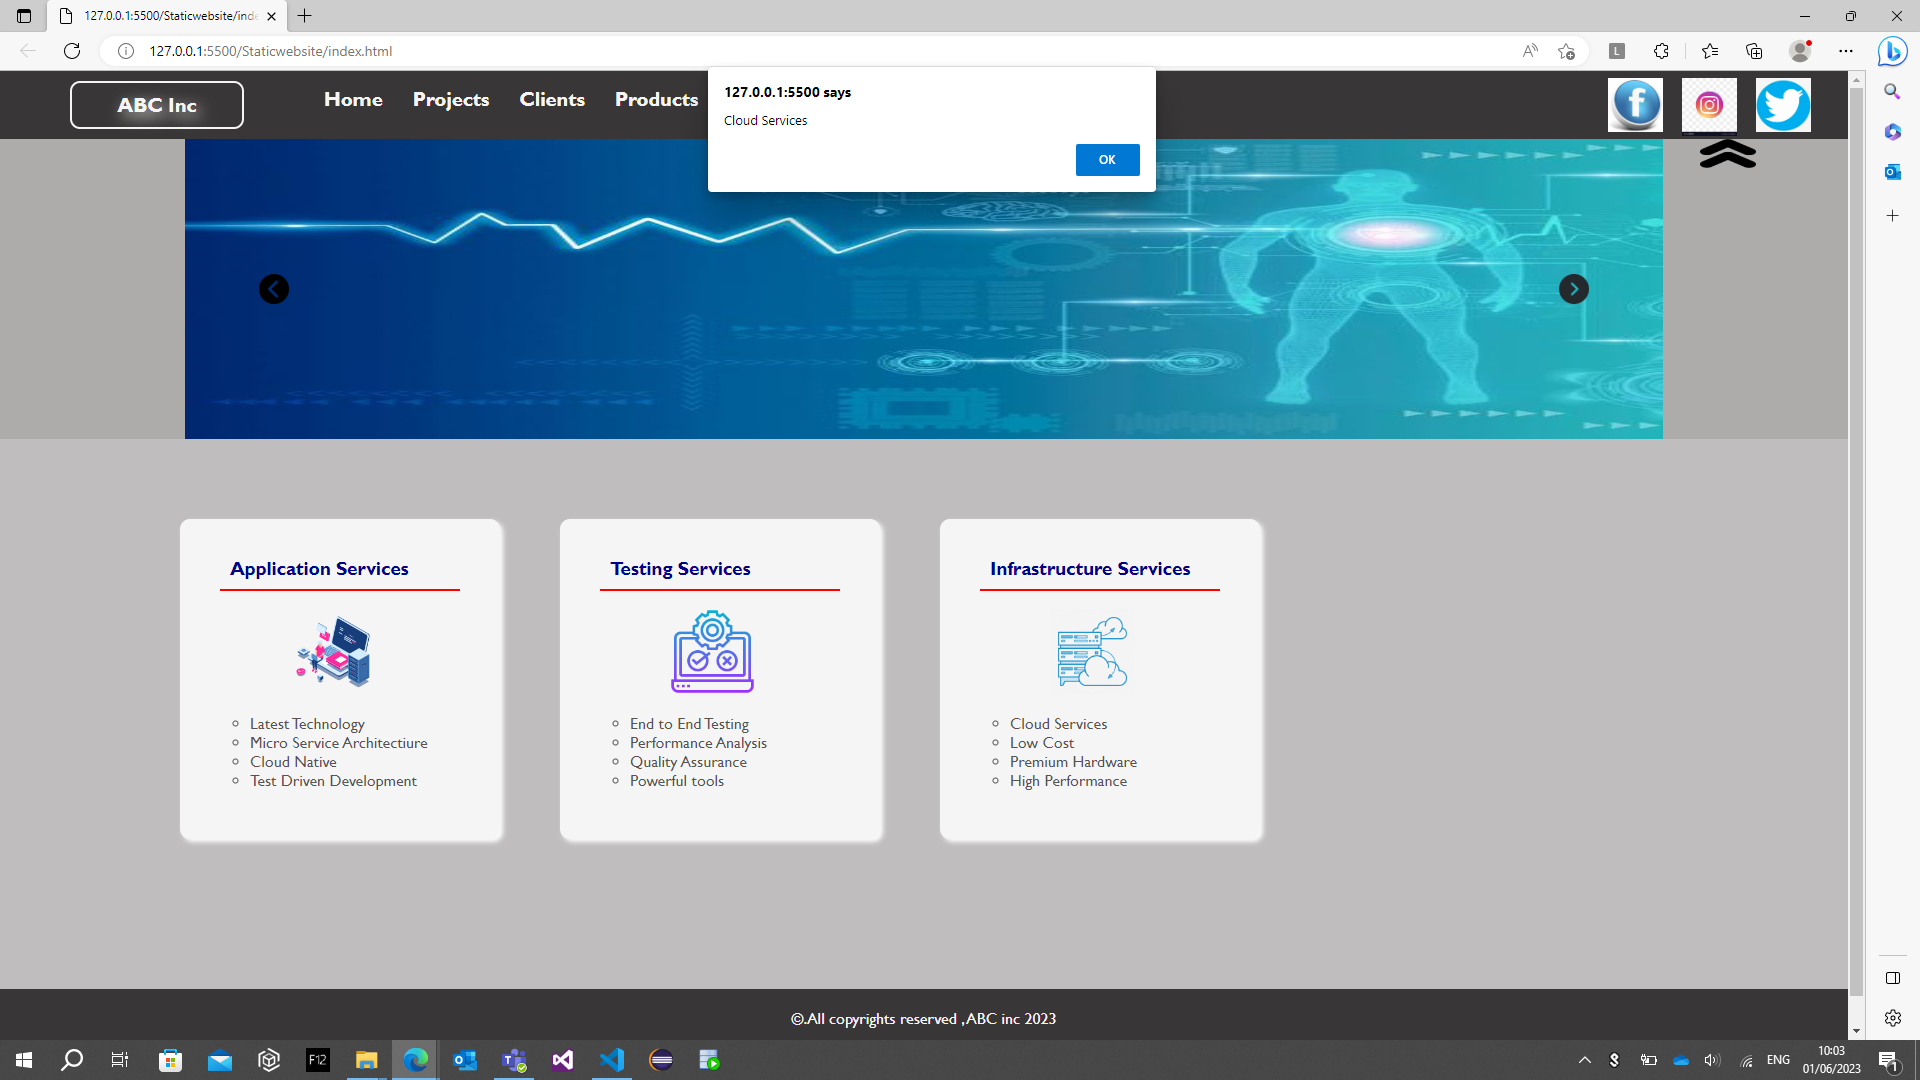 127.0.0.1:5500/Staticwebsite/inde
127.0.0.1:5500/Staticwebsite/index.html
L
ABC Inc
Home
Projects
Clients
Products
127.0.0.1:5500 says
Cloud Services
OK
Application Services
Latest Technology
Micro Service Architectiure
Cloud Native
Test Driven Development
Testing Services
End to End Testing
Performance Analysis
Quality Assurance
Powerful tools
Infrastructure Services
Cloud Services
Low Cost
Premium Hardware
High Performance
©.All copyrights reserved ,ABC inc 2023
F12
ENG
10:03
01/06/2023
1